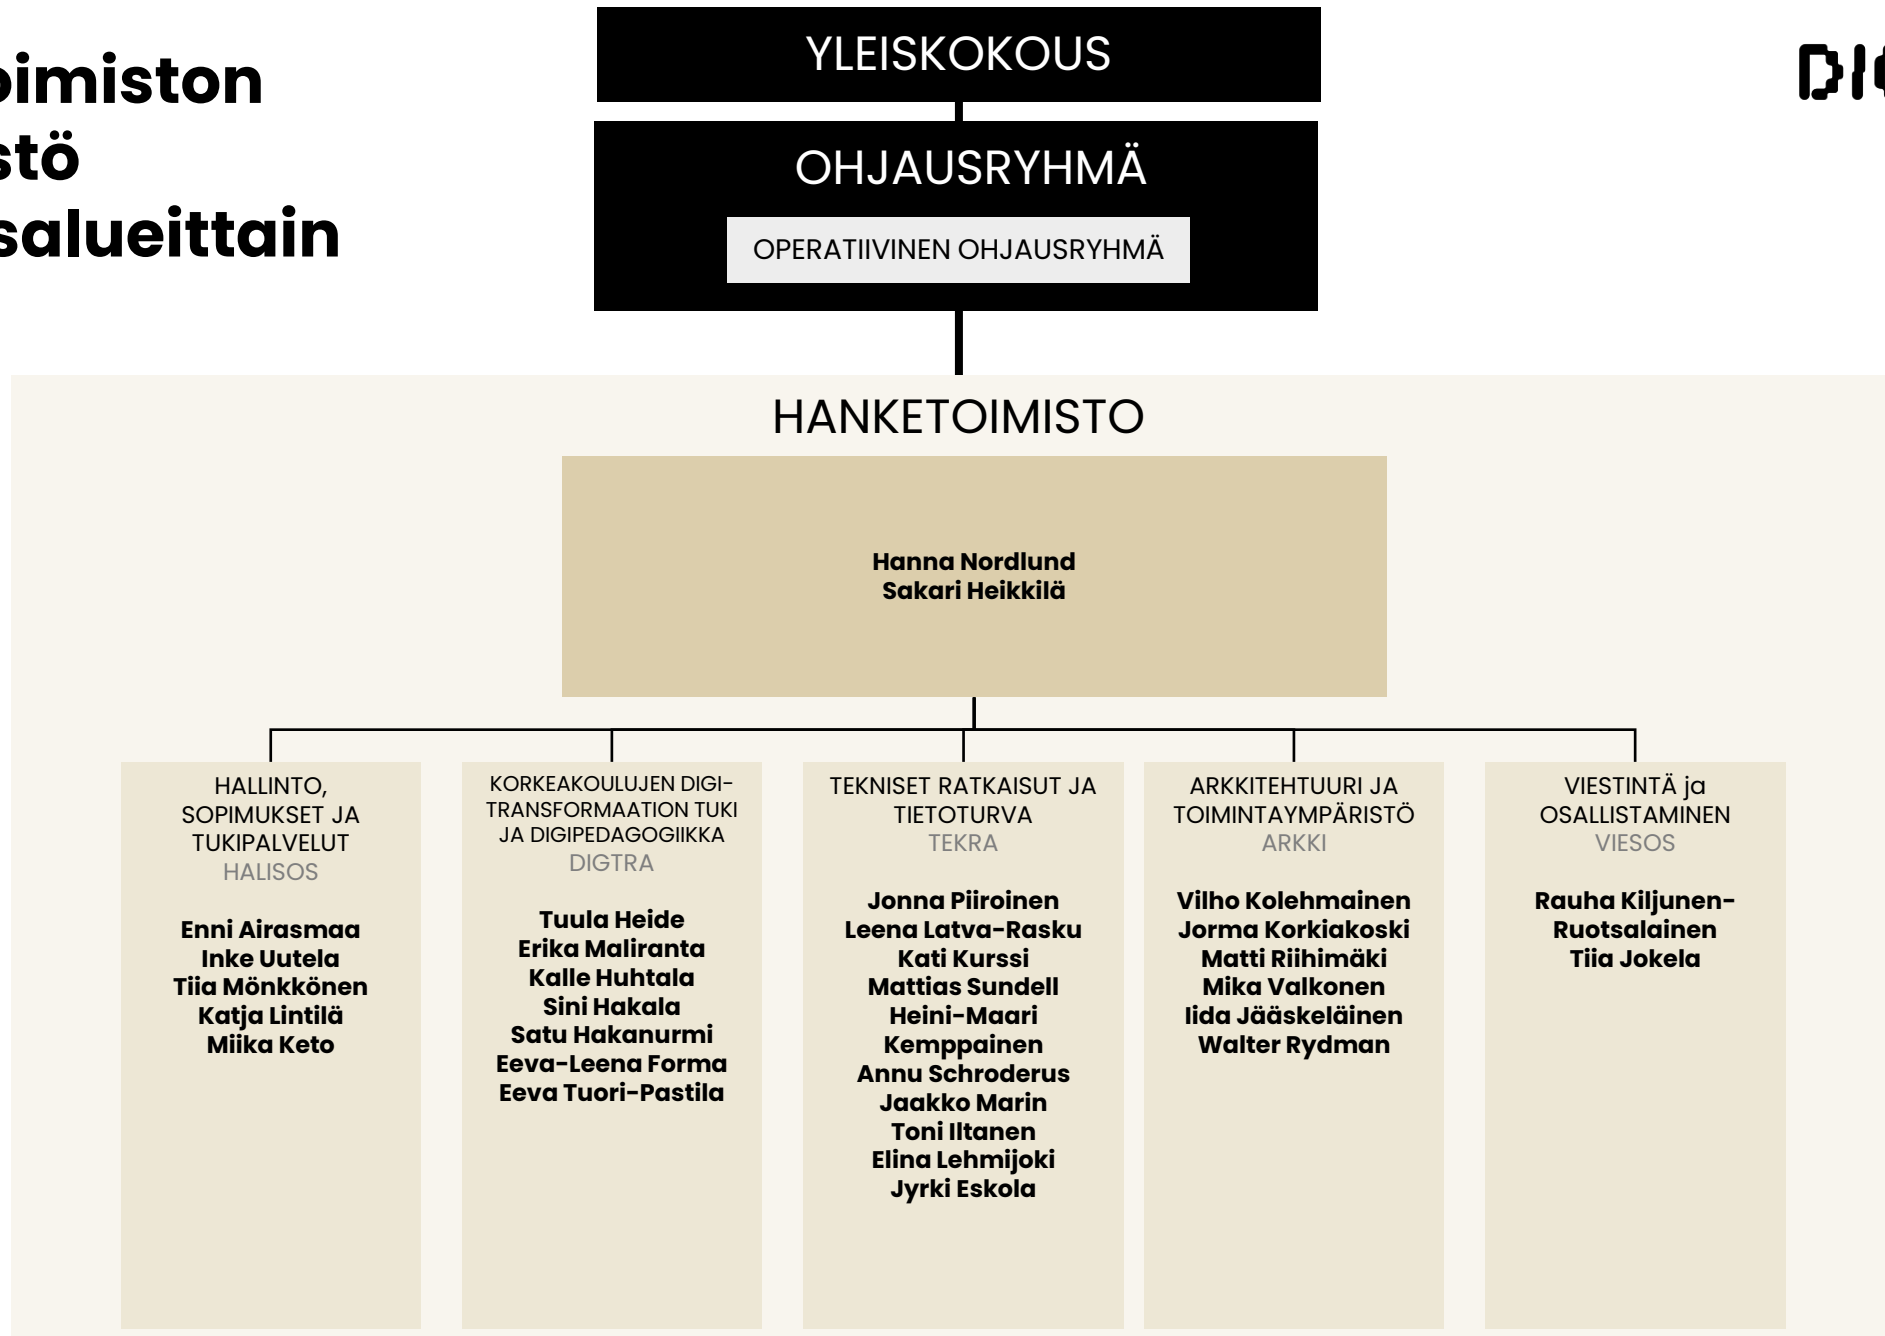 oimiston
stö
salueittain
YLEISKOKOUS
OHJAUSRYHMÄ
OPERATIIVINEN OHJAUSRYHMÄ
HANKETOIMISTO
Hanna Nordlund
Sakari Heikkilä
HALLINTO,
SOPIMUKSET JA
TUKIPALVELUT
HALISOS
Enni Airasmaa
Inke Uutela
Tiia Mönkkönen
Katja Lintilä
Miika Keto
KORKEAKOULUJEN DIGI-
TRANSFORMAATION TUKI
JA DIGIPEDAGOGIIKKA
DIGTRA
Tuula Heide
Erika Maliranta
Kalle Huhtala
Sini Hakala
Satu Hakanurmi
Eeva-Leena Forma
Eeva Tuori-Pastila
TEKNISET RATKAISUT JA
TIETOTURVA
TEKRA
Jonna Piiroinen
Leena Latva-Rasku
Kati Kurssi
Mattias Sundell
Heini-Maari
Kemppainen
Annu Schroderus
Jaakko Marin
Toni Iltanen
Elina Lehmijoki
Jyrki Eskola
ARKKITEHTUURI JA
TOIMINTAYMPÄRISTÖ
ARKKI
Vilho Kolehmainen
Jorma Korkiakoski
Matti Riihimäki
Mika Valkonen
Iida Jääskeläinen
Walter Rydman
VIESTINTÄ ja
OSALLISTAMINEN
VIESOS
Rauha Kiljunen-
Ruotsalainen
Tiia Jokela